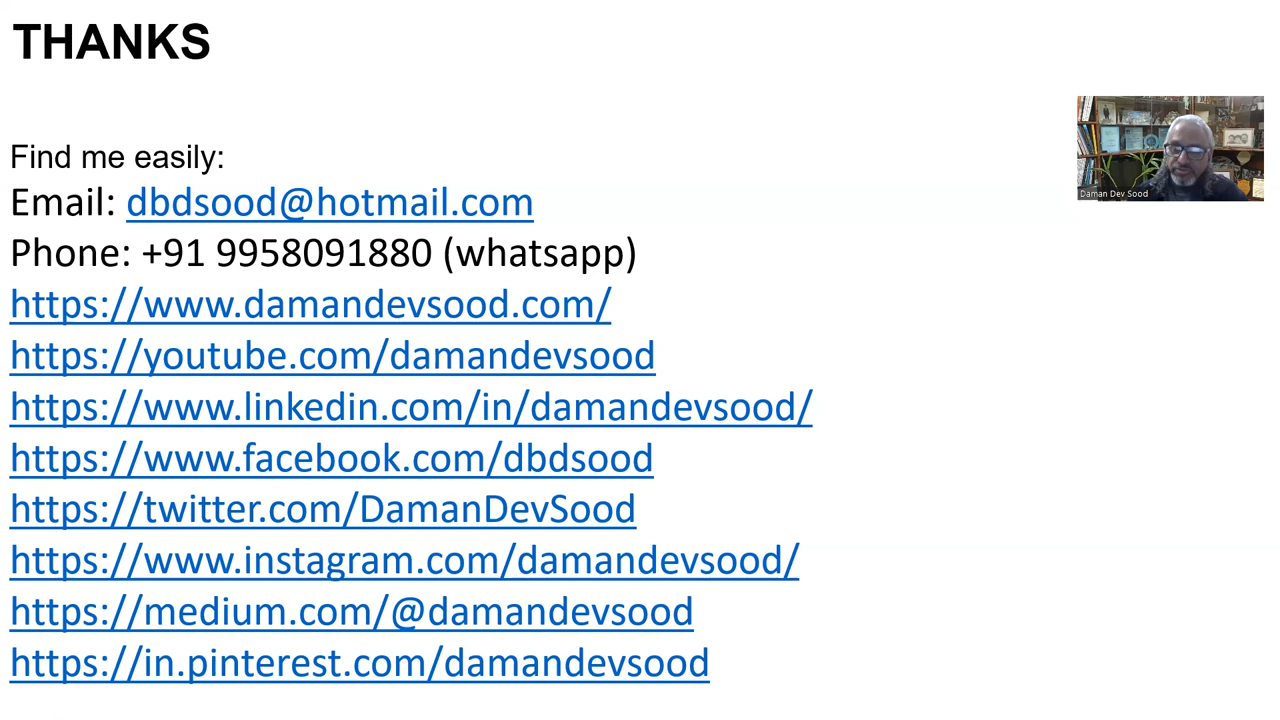 THANKS
Find me easily:
Email: dbdsood@hotmail.com
Phone: +91 9958091880 (whatsapp)
https://www.damandevsood.com/
https://youtube.com/damandevsood
https://www.linkedin.com/in/damandevsood/
https://www.facebook.com/dbdsood
https://twitter.com/DamanDevSood
https://www.instagram.com/damandevsood/
https://medium.com/@damandevsood
https://in.pinterest.com/damandevsood
Daman Dev Sood